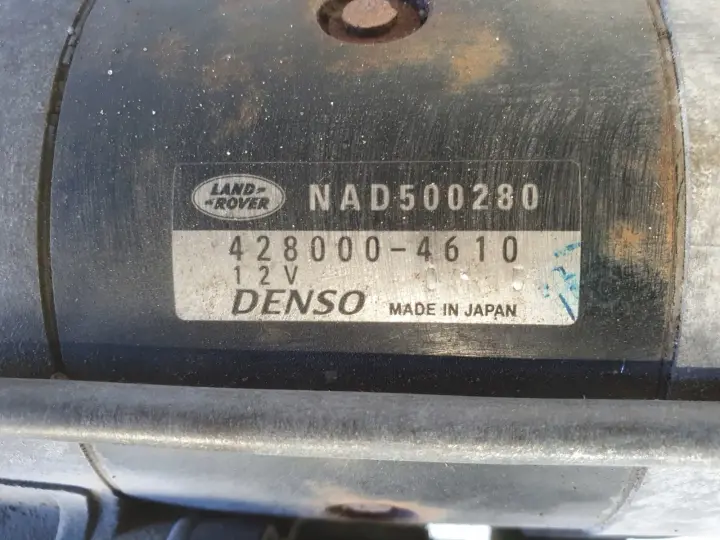 LAND-
-ROVER
NAD500280
428000-4610
12V
DENSO MADE IN JAPAN